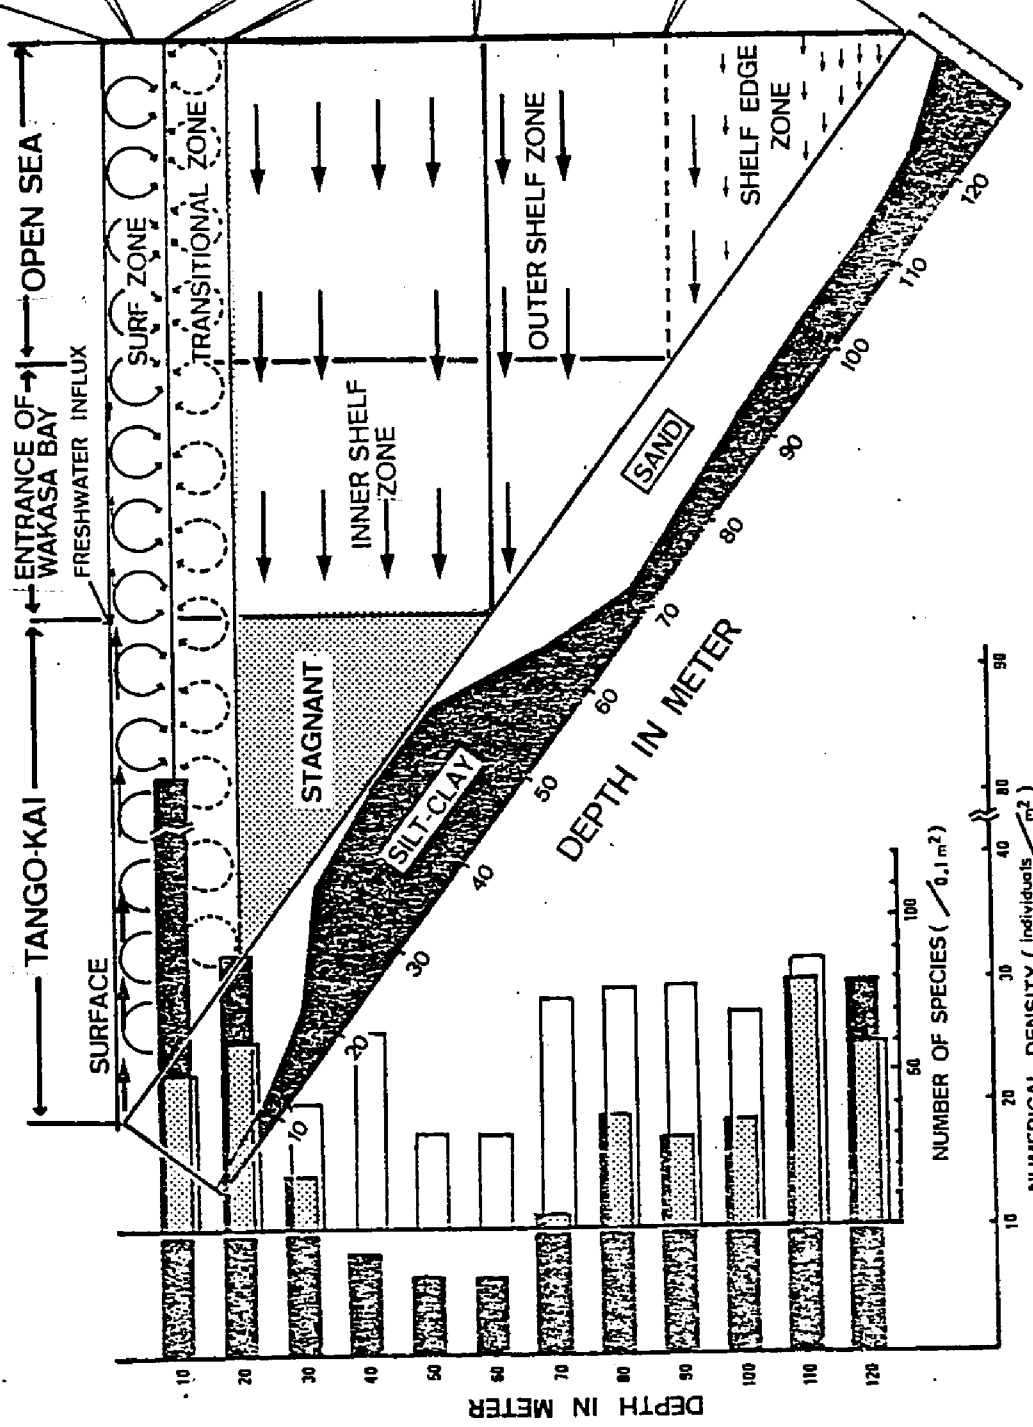 TANGO-KAI
ENTRANCE OF
WAKASA BAY
OPEN SEA
SURFACE
FRESHWATER INFLUX
SURF ZONE
TRANSITIONAL ZONE
STAGNANT
INNER SHELF
ZONE
OUTER SHELF ZONE
SHELF EDGE
ZONE
SAND
SILT-CLAY
10
20
30
40
50
60
70
80
90
100
110
120
DEPTH IN METER
50
100
NUMBER OF SPECIES ( / 0.1 m²)
10
20
30
40
80
90
NUMERICAL DENSITY ( individuals / m²)
10
20
30
40
50
60
70
80
90
100
110
120
DEPTH IN METER